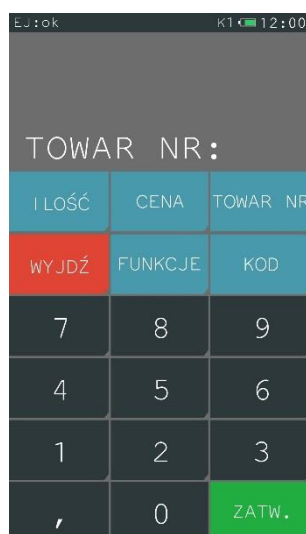 EJ:ok K1 12:00
TOWAR NR:
ILOŚĆ CENA TOWAR NR
WYJDŹ FUNKCJE KOD
7 8 9
4 5 6
1 2 3
, 0 ZATW.